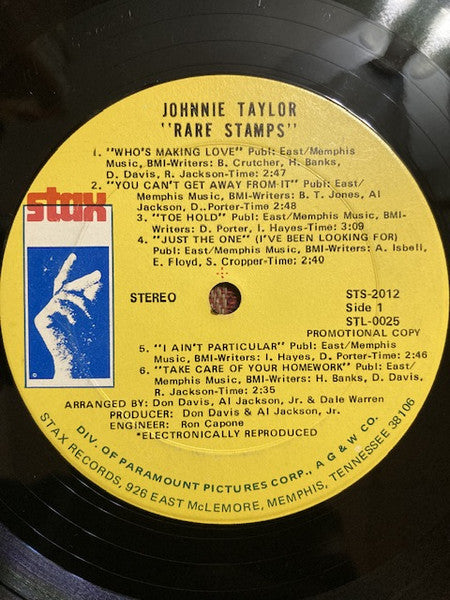 JOHNNIE TAYLOR
"RARE STAMPS"
1. "WHO'S MAKING LOVE" Publ: East/Memphis
Music, BMI-Writers: B. Crutcher, H. Banks,
D. Davis, R. Jackson-Time: 2:47
2. "YOU CAN'T GET AWAY FROM IT" Publ: East/
Memphis Music, BMI-Writers: B. T. Jones, Al
Jackson, D..Porter-Time: 2:48
3. "TOE HOLD" Publ: East/Memphis Music, BMI-
Writers: D. Porter, I. Hayes-Time: 3:09
4. "JUST THE ONE" (I'VE BEEN LOOKING FOR)
Publ: East/Memphis Music, BMI-Writers: A. Isbell,
E. Floyd, S. Cropper-Time: 2:40
stax
STEREO
STS-2012
Side 1
STL-0025
PROMOTIONAL COPY
5. "I AIN'T PARTICULAR" Publ: East/Memphis
Music, BMI-Writers: I. Hayes, D. Porter-Time: 2:46
6. "TAKE CARE OF YOUR HOMEWORK" Publ: East/
Memphis Music, BMI-Writers: H. Banks, D. Davis,
R. Jackson-Time: 2:35
ARRANGED BY: Don Davis, Al Jackson, Jr. & Dale Warren
PRODUCER: Don Davis & Al Jackson, Jr.
ENGINEER: Ron Capone
*ELECTRONICALLY REPRODUCED
DIV. OF PARAMOUNT PICTURES CORP., A G & W CO.
STAX RECORDS, 926 EAST McLEMORE, MEMPHIS, TENNESSEE 38106